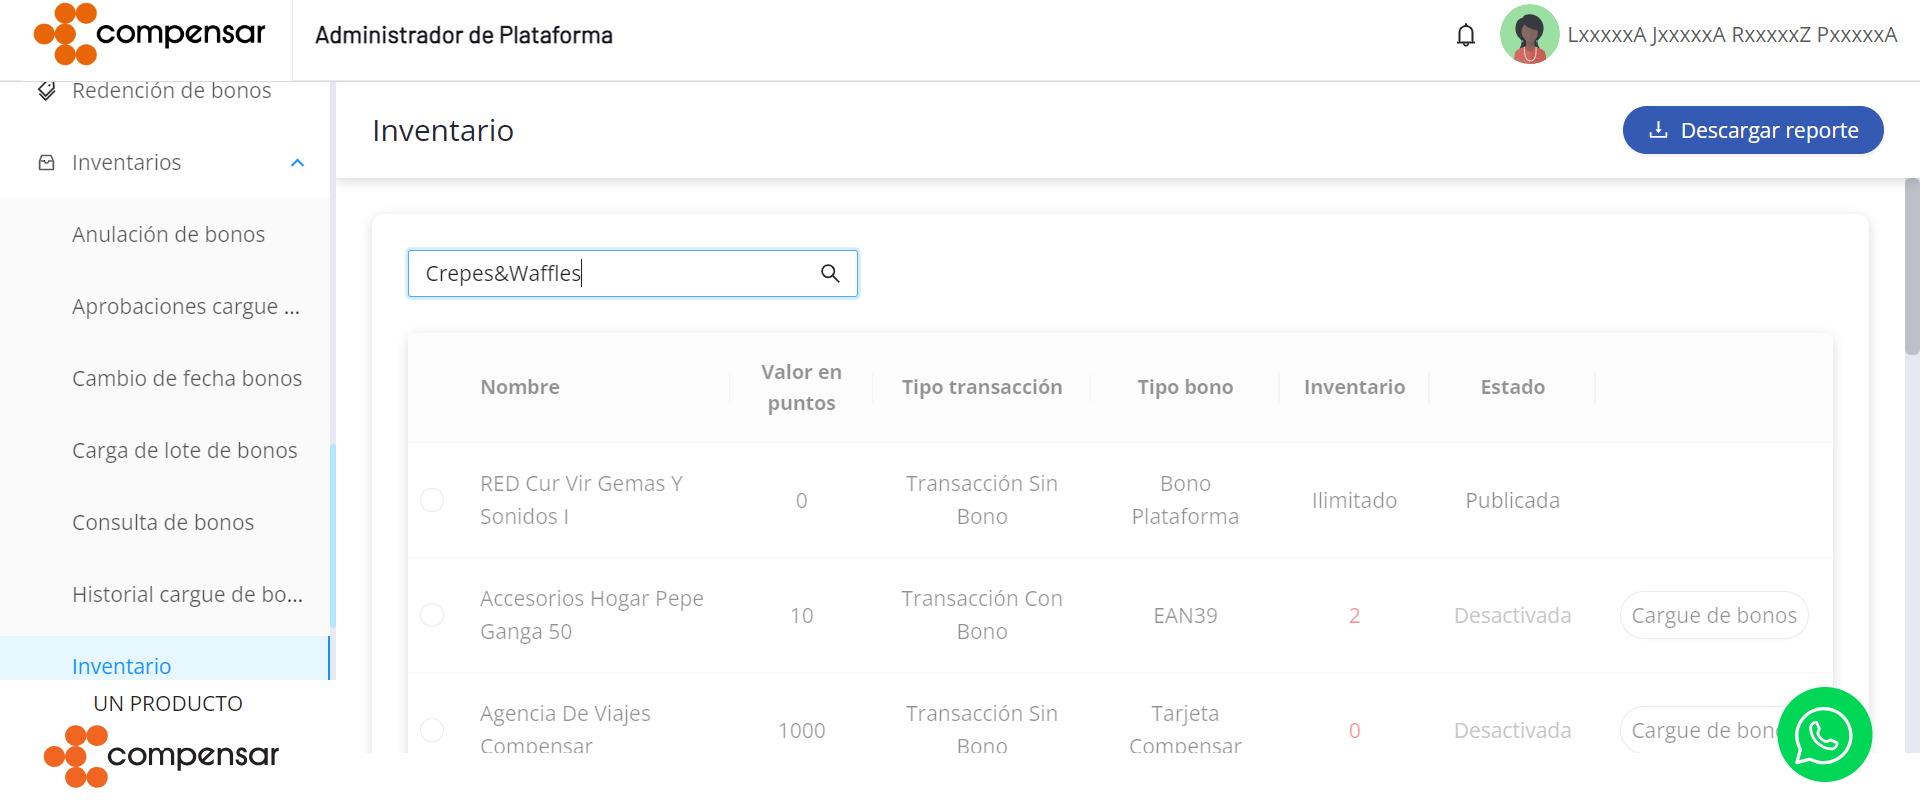 compensar
Administrador de Plataforma
LxxxxxA JxxxxxA RxxxxxZ PxxxxxA
Redención de bonos
Inventarios
Anulación de bonos
Aprobaciones cargue ...
Cambio de fecha bonos
Carga de lote de bonos
Consulta de bonos
Historial cargue de bo...
Inventario
UN PRODUCTO
compensar
Inventario
Descargar reporte
Crepes&Waffles
Nombre
Valor en
puntos
Tipo transacción
Tipo bono
Inventario
Estado
RED Cur Vir Gemas Y
Sonidos I
0
Transacción Sin
Bono
Bono
Plataforma
Ilimitado
Publicada
Accesorios Hogar Pepe
Ganga 50
10
Transacción Con
Bono
EAN39
2
Desactivada
Cargue de bonos
Agencia De Viajes
Compensar
1000
Transacción Sin
Bono
Tarjeta
Compensar
0
Desactivada
Cargue de bon